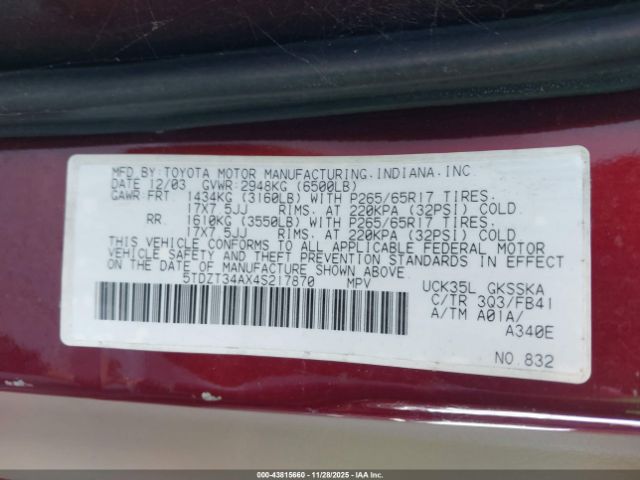 MFD.BY:TOYOTA MOTOR MANUFACTURING,INDIANA,INC.
DATE 12/03 GVWR:2948KG (6500LB)
GAWR FRT. 1434KG (3160LB) WITH P265/65R17 TIRES.
17X7.5JJ RIMS, AT 220KPA (32PSI) COLD.
RR. 1610KG (3550LB) WITH P265/65R17 TIRES.
17X7.5JJ RIMS, AT 220KPA (32PSI) COLD.
THIS VEHICLE CONFORMS TO ALL APPLICABLE FEDERAL MOTOR
VEHICLE SAFETY AND THEFT PREVENTION STANDARDS IN EFFECT
ON THE DATE OF MANUFACTURE SHOWN ABOVE.
5TDZT34AX4S217870 MPV
UCK35L GKSSKA
C/TR 3Q3/FB41
A/TM A01A/
A340E
NO.832
000-43815660 - 11/28/2025 - IAAI.COM